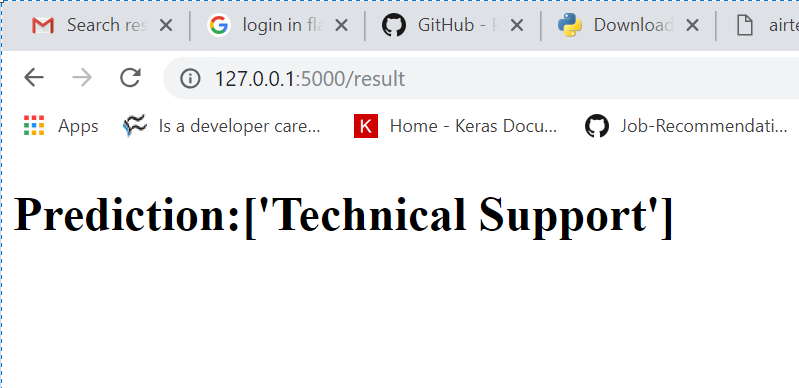 Search res
login in fla
GitHub - P
Download
airte
127.0.0.1:5000/result
Apps
Is a developer care...
K
Home - Keras Docu...
Job-Recommendati...
Prediction:['Technical Support']